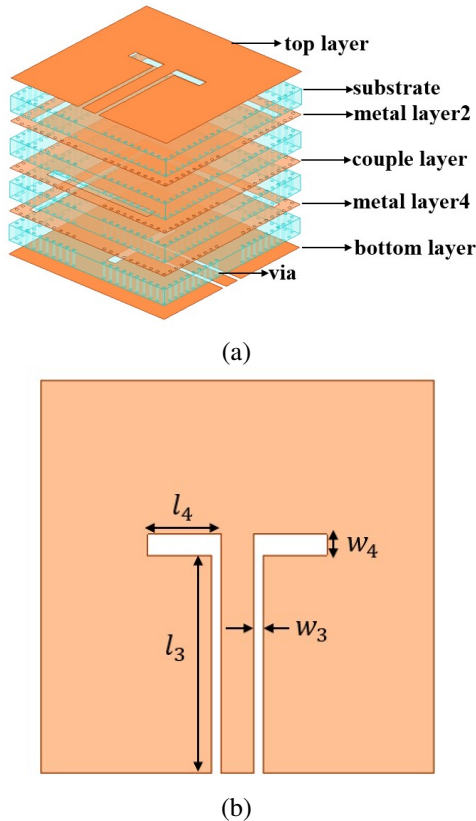 top layer
substrate
metal layer2
couple layer
metal layer4
bottom layer
via
(a)
l₄
w₄
l₃
w₃
(b)